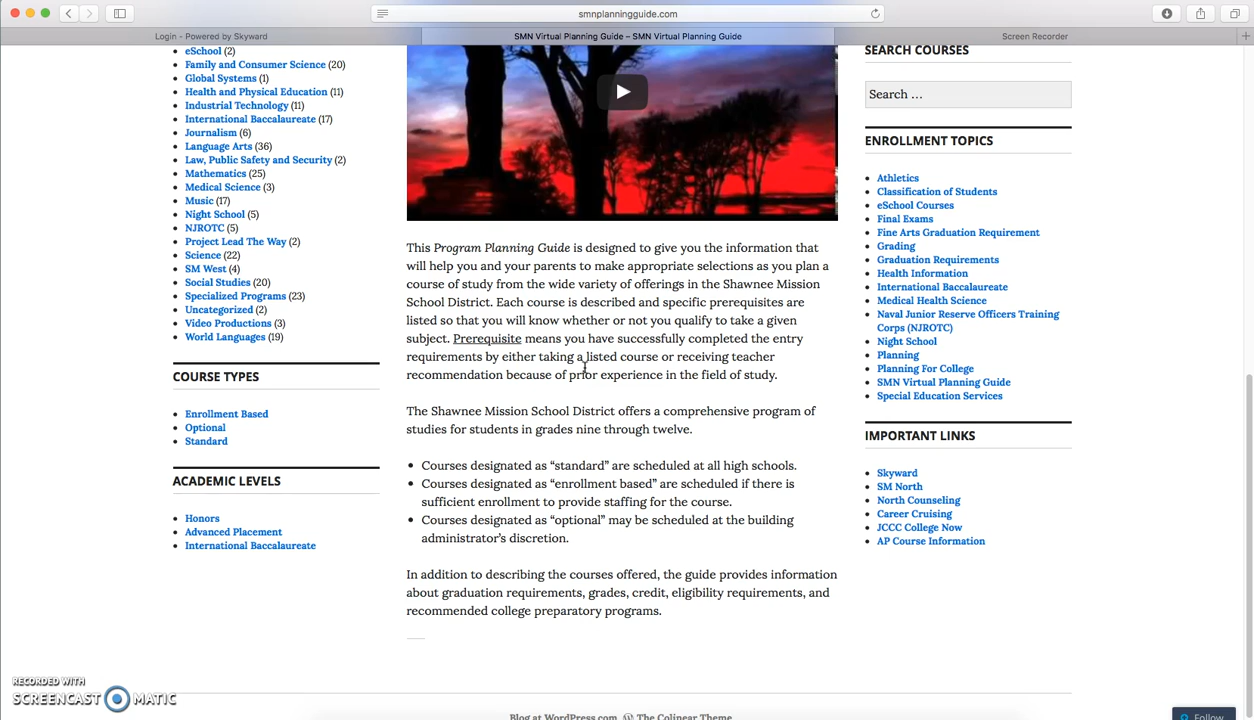 smnplanningguide.com
Login - Powered by Skyward
SMN Virtual Planning Guide – SMN Virtual Planning Guide
Screen Recorder
eSchool (2)
Family and Consumer Science (20)
Global Systems (1)
Health and Physical Education (11)
Industrial Technology (11)
International Baccalaureate (17)
Journalism (6)
Language Arts (36)
Law, Public Safety and Security (2)
Mathematics (25)
Medical Science (3)
Music (17)
Night School (5)
NJROTC (5)
Project Lead The Way (2)
Science (22)
SM West (4)
Social Studies (20)
Specialized Programs (23)
Uncategorized (2)
Video Productions (3)
World Languages (19)
COURSE TYPES
Enrollment Based
Optional
Standard
ACADEMIC LEVELS
Honors
Advanced Placement
International Baccalaureate
This Program Planning Guide is designed to give you the information that
will help you and your parents to make appropriate selections as you plan a
course of study from the wide variety of offerings in the Shawnee Mission
School District. Each course is described and specific prerequisites are
listed so that you will know whether or not you qualify to take a given
subject. Prerequisite means you have successfully completed the entry
requirements by either taking a listed course or receiving teacher
recommendation because of prior experience in the field of study.
The Shawnee Mission School District offers a comprehensive program of
studies for students in grades nine through twelve.
Courses designated as “standard” are scheduled at all high schools.
Courses designated as “enrollment based” are scheduled if there is
sufficient enrollment to provide staffing for the course.
Courses designated as “optional” may be scheduled at the building
administrator’s discretion.
In addition to describing the courses offered, the guide provides information
about graduation requirements, grades, credit, eligibility requirements, and
recommended college preparatory programs.
SEARCH COURSES
Search …
ENROLLMENT TOPICS
Athletics
Classification of Students
eSchool Courses
Final Exams
Fine Arts Graduation Requirement
Grading
Graduation Requirements
Health Information
International Baccalaureate
Medical Health Science
Naval Junior Reserve Officers Training
Corps (NJROTC)
Night School
Planning
Planning For College
SMN Virtual Planning Guide
Special Education Services
IMPORTANT LINKS
Skyward
SM North
North Counseling
Career Cruising
JCCC College Now
AP Course Information
RECORDED WITH
SCREENCAST MATIC
Blog at WordPress.com. The Colinear Theme
Follow